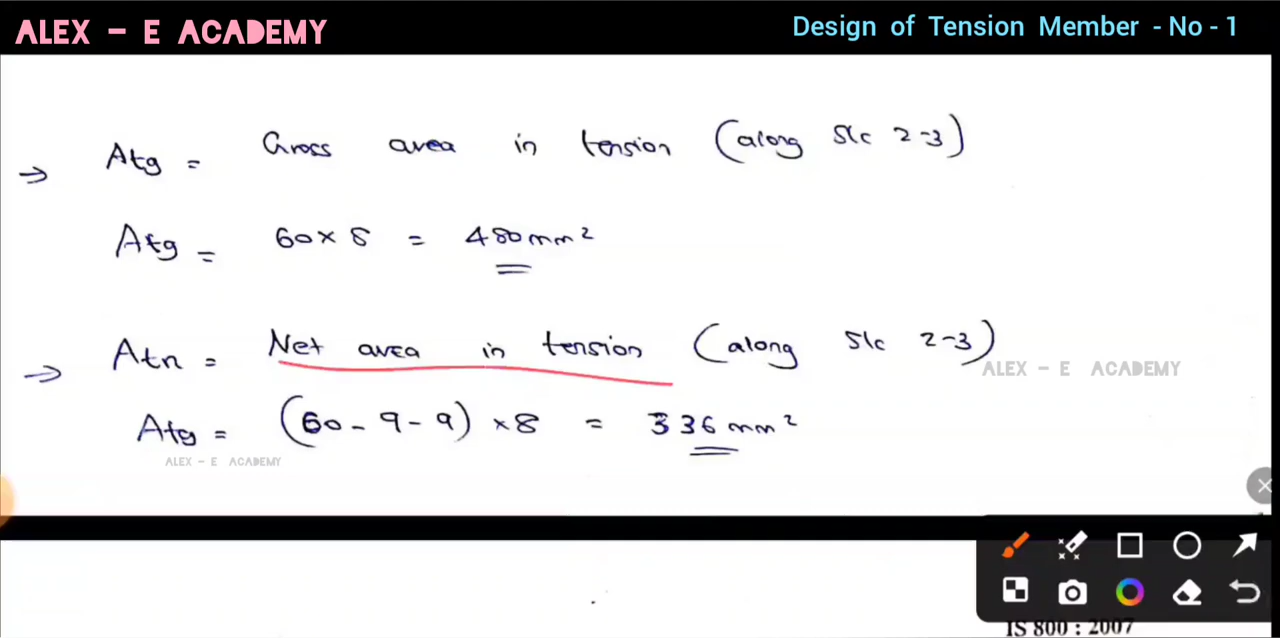 ALEX – E ACADEMY
Design of Tension Member - No - 1
→ Atg = Gross area in tension (along S/c 2-3)
Atg = 60 × 8 = 480 mm²
→ Atn = Net area in tension (along S/c 2-3)
ALEX – E ACADEMY
Atg = (60 - 9 - 9) × 8 = 336 mm²
ALEX – E ACADEMY
IS 800 : 2007